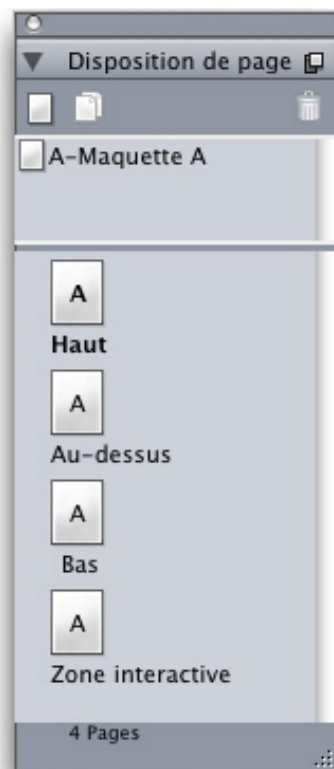 Disposition de page
A-Maquette A
A
Haut
A
Au-dessus
A
Bas
A
Zone interactive
4 Pages